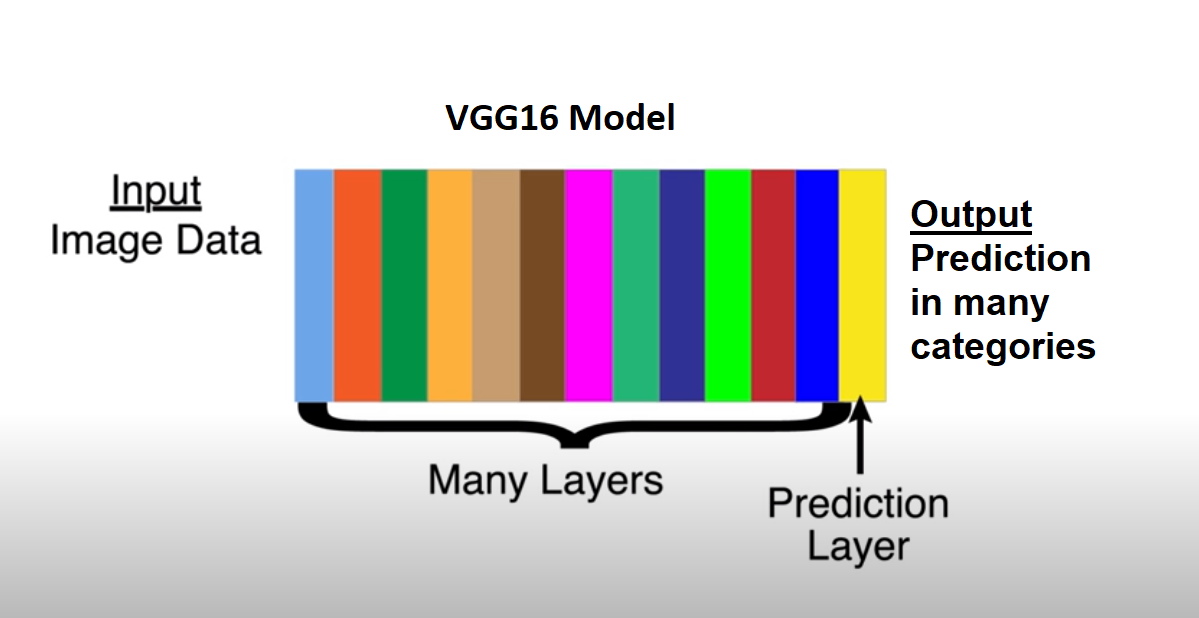 VGG16 Model
Input
Image Data
Output
Prediction
in many
categories
Many Layers
Prediction
Layer